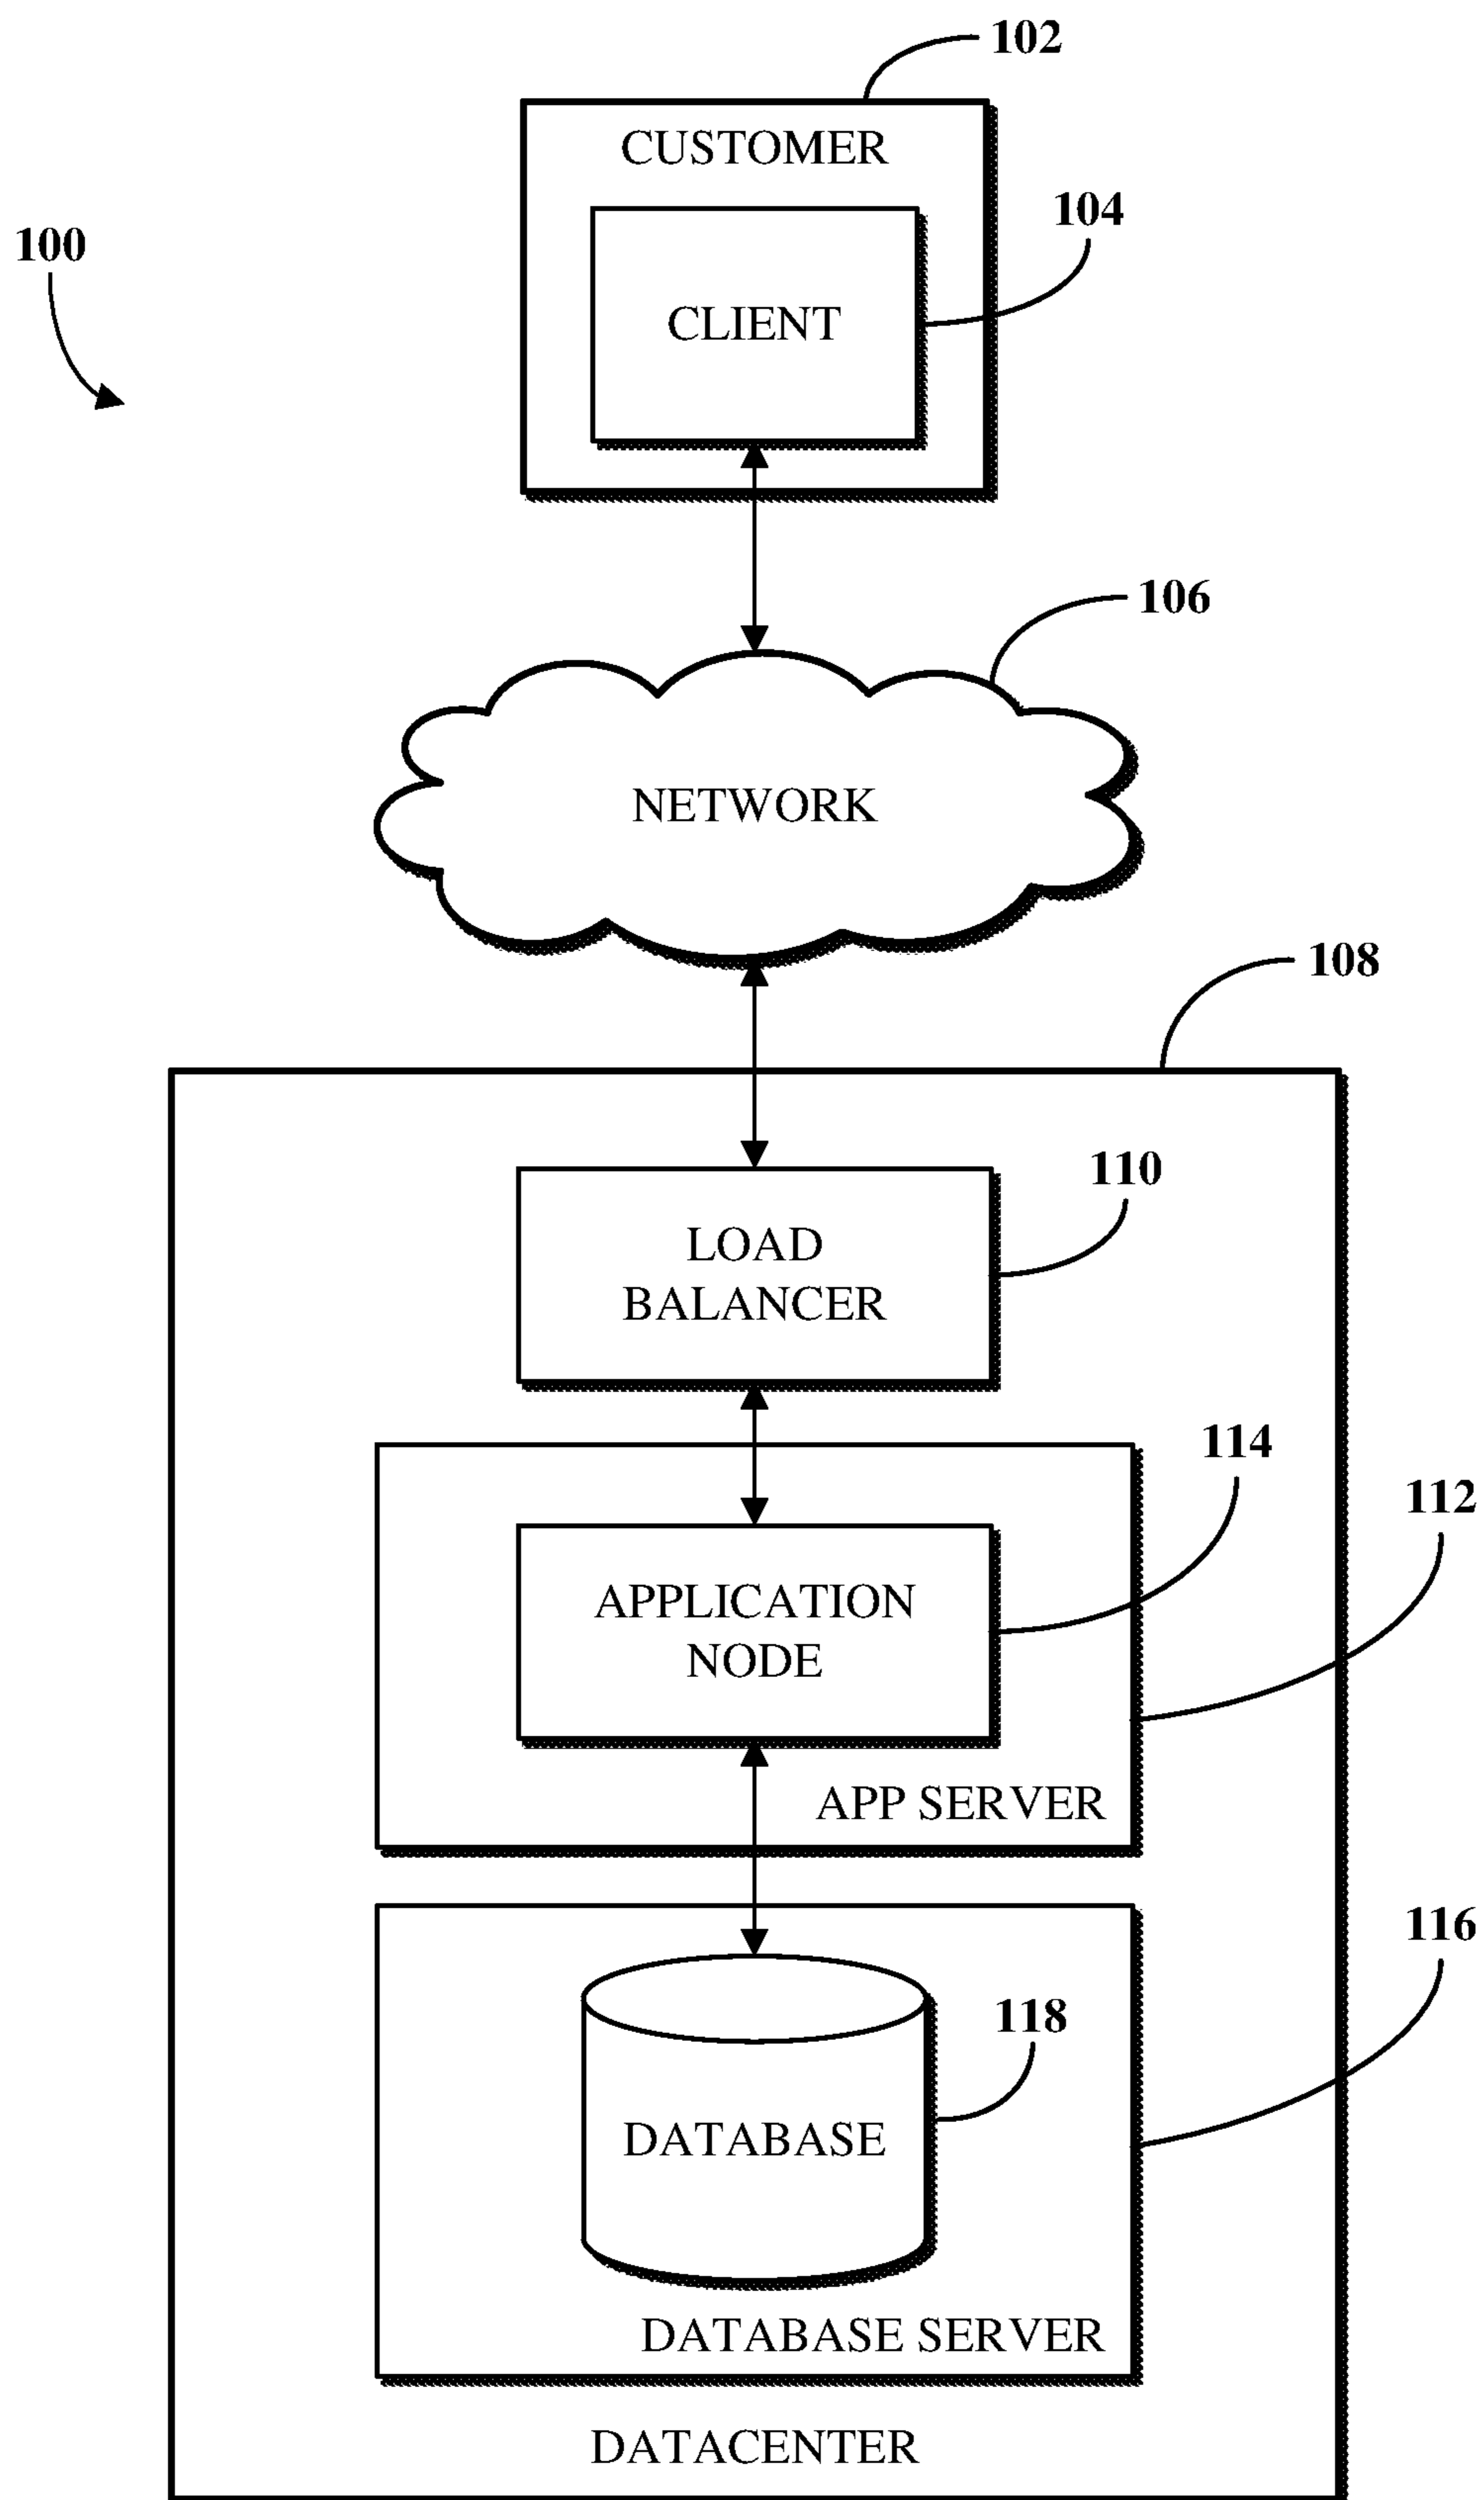 102
CUSTOMER
104
100
CLIENT
106
NETWORK
108
110
LOAD
BALANCER
114
112
APPLICATION
NODE
APP SERVER
116
118
DATABASE
DATABASE SERVER
DATACENTER